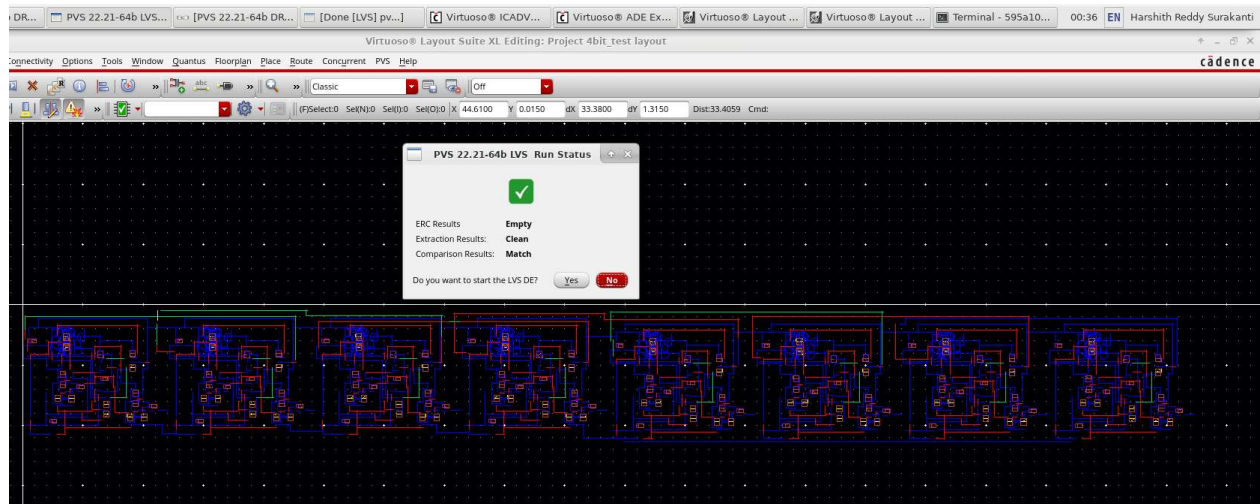 DR... PVS 22.21-64b LVS... [PVS 22.21-64b DR... [Done [LVS] pv...] Virtuoso® ICADV... Virtuoso® ADE Ex... Virtuoso® Layout ... Virtuoso® Layout ... Terminal - 595a10... 00:36 EN Harshith Reddy Surakanti
Virtuoso® Layout Suite XL Editing: Project 4bit_test layout
Connectivity Options Tools Window Quantus Floorplan Place Route Concurrent PVS Help cādence
» abc » » Classic Off
» (F)Select:0 Sel(N):0 Sel(I):0 Sel(O):0 X 44.6100 Y 0.0150 dX 33.3800 dY 1.3150 Dist:33.4059 Cmd:
PVS 22.21-64b LVS Run Status
ERC Results Empty
Extraction Results: Clean
Comparison Results: Match
Do you want to start the LVS DE? Yes No